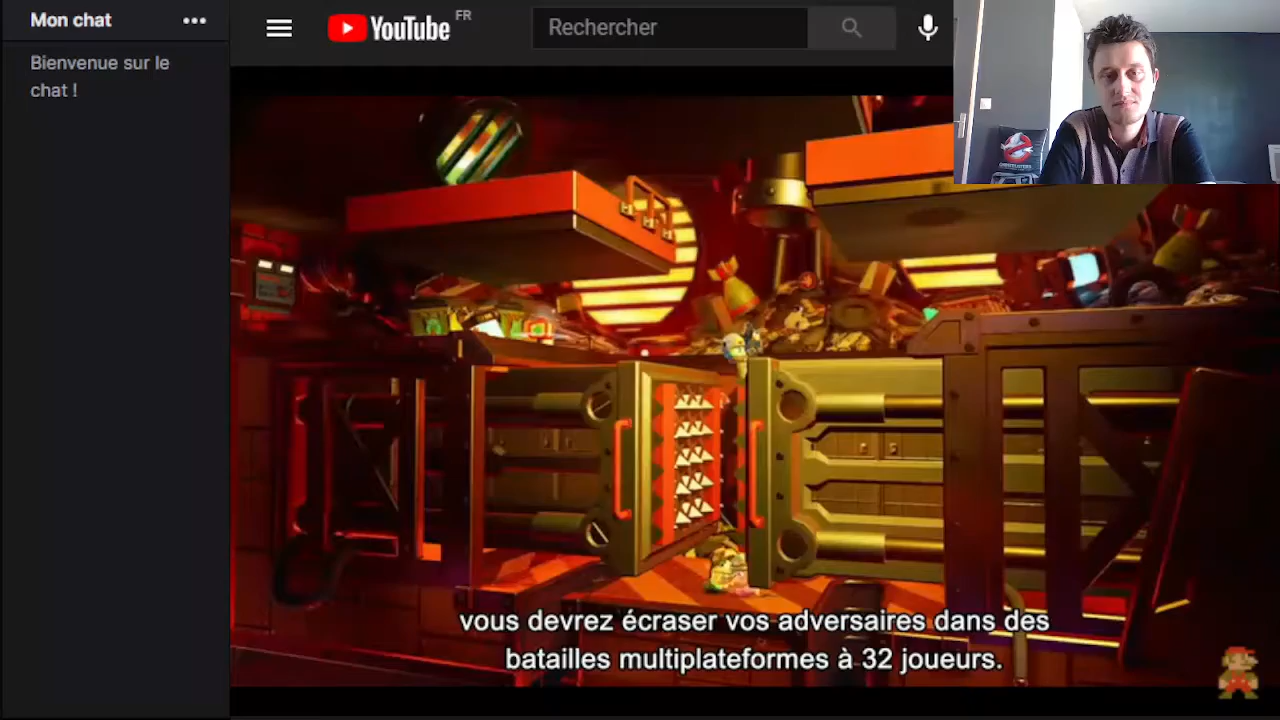 Mon chat
Bienvenue sur le
chat !
YouTube FR
Rechercher
vous devrez écraser vos adversaires dans des
batailles multiplateformes à 32 joueurs.